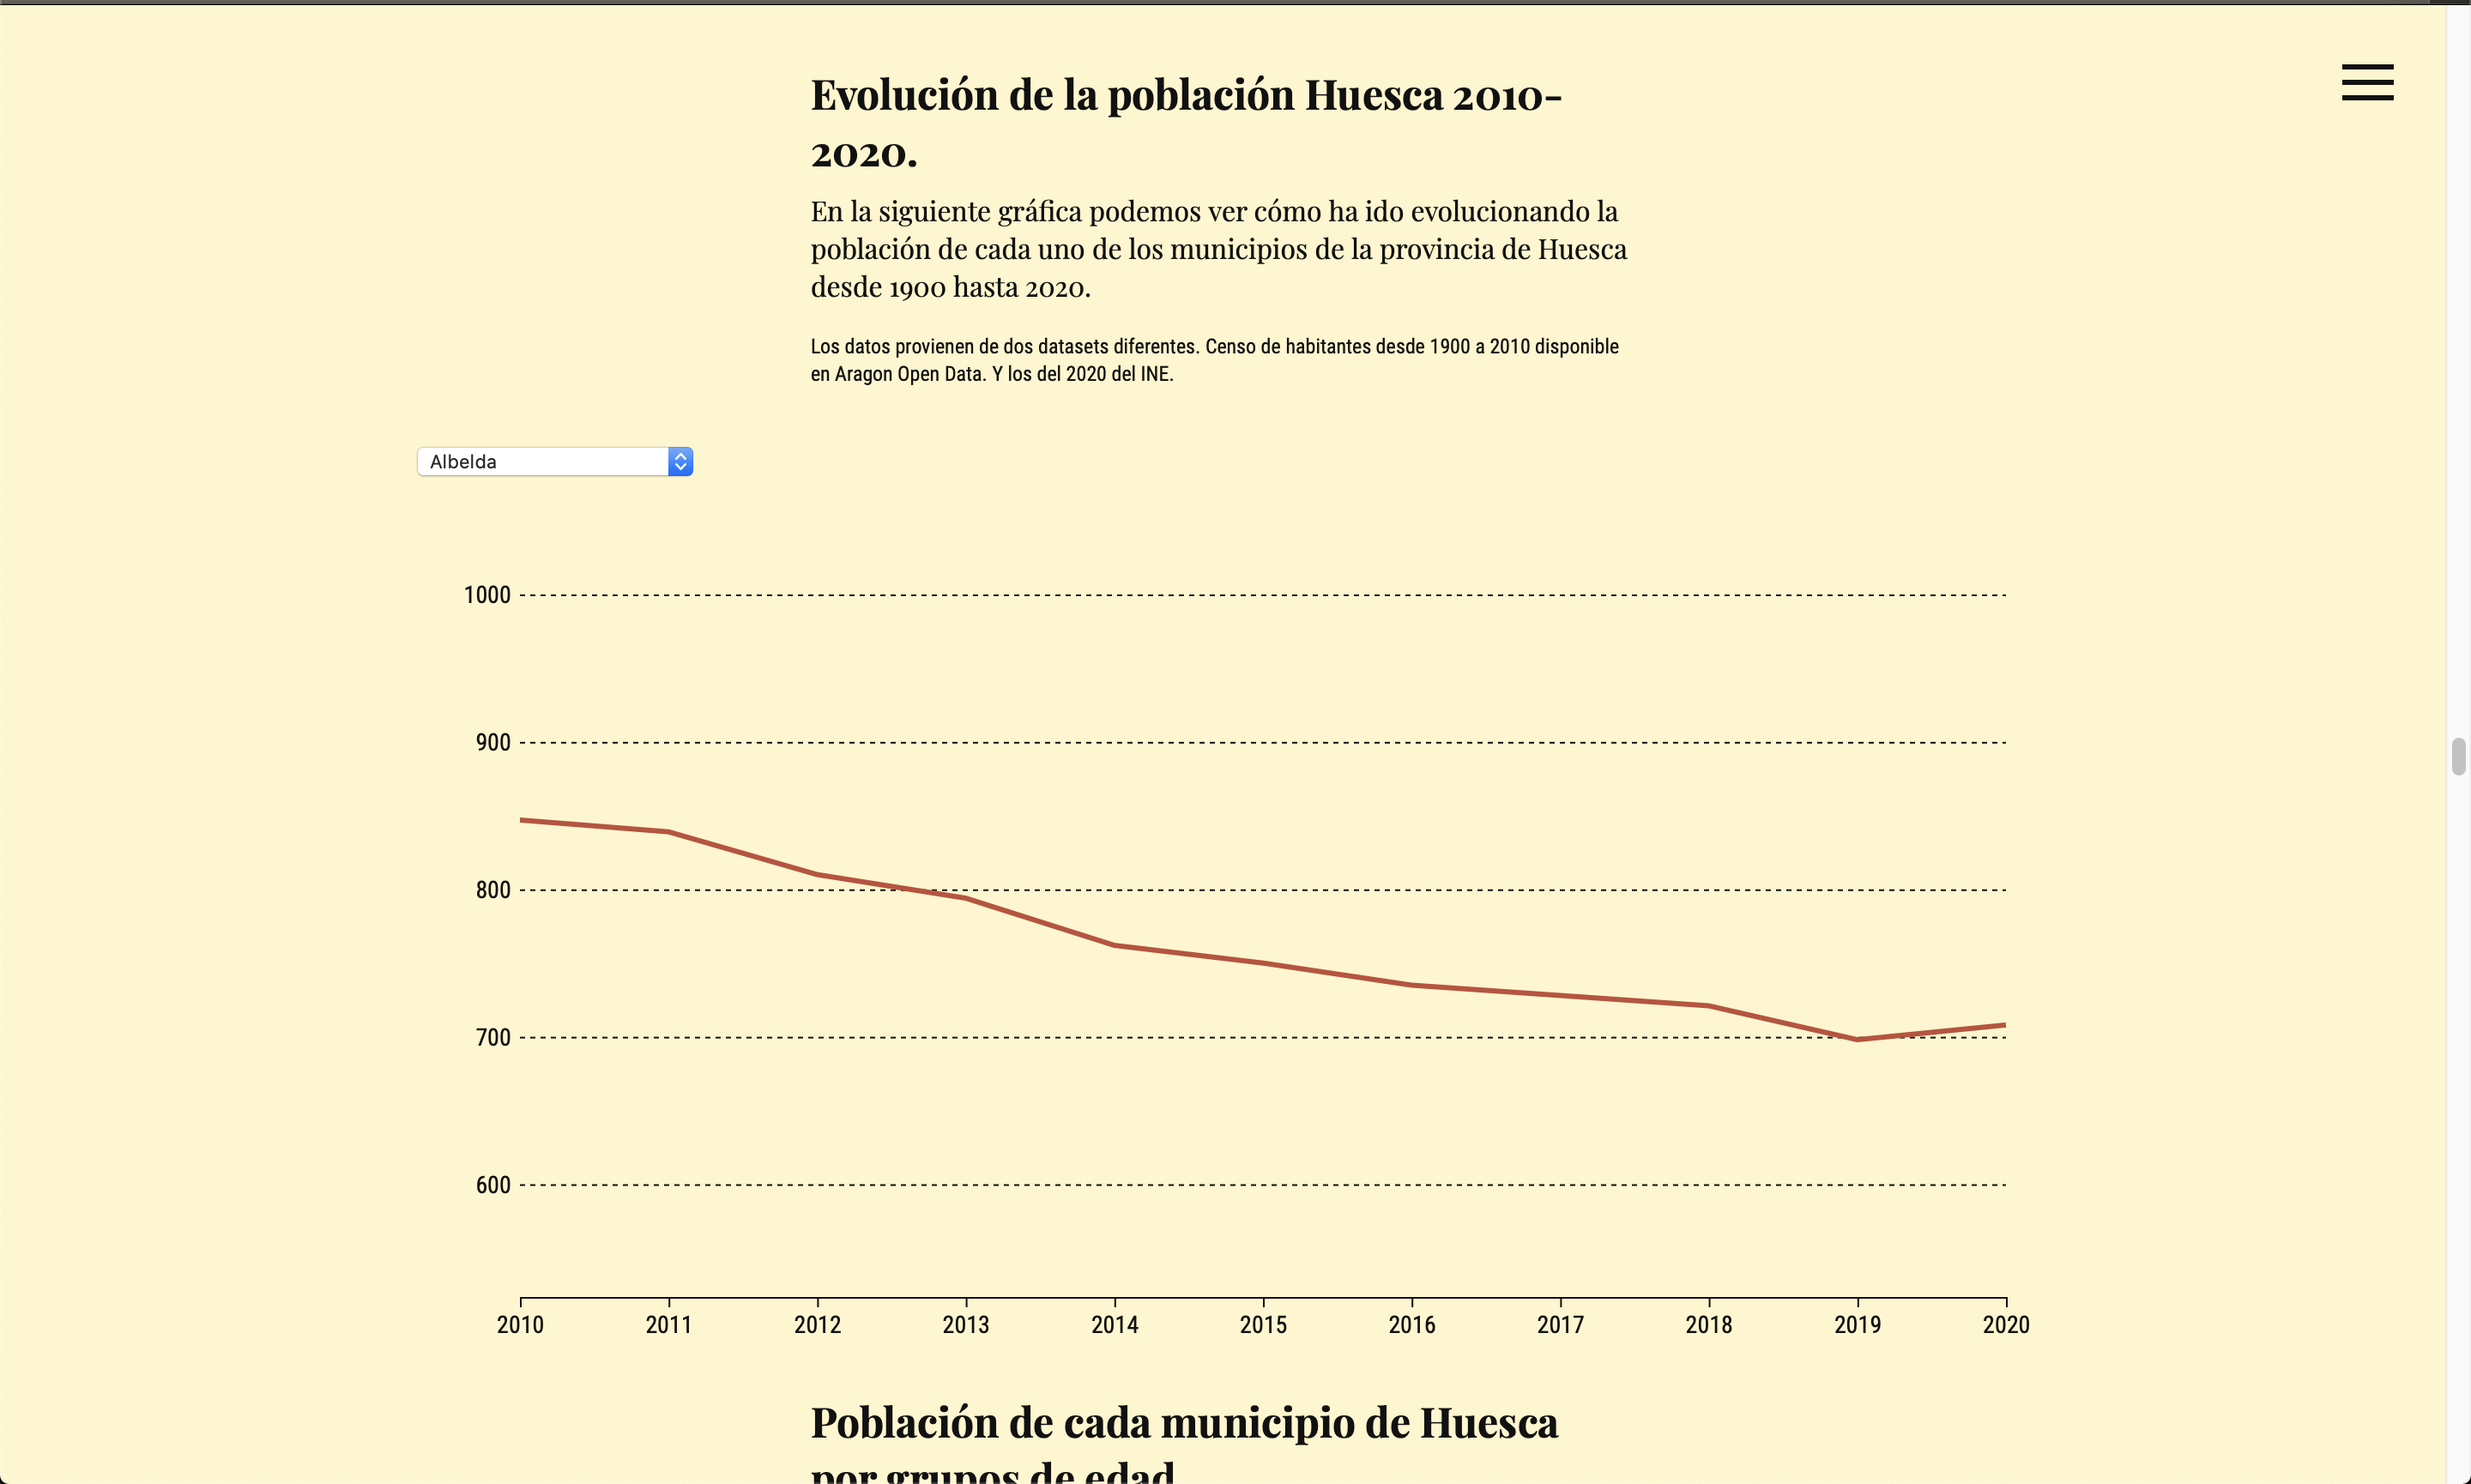 Evolución de la población Huesca 2010-
2020.
En la siguiente gráfica podemos ver cómo ha ido evolucionando la
población de cada uno de los municipios de la provincia de Huesca
desde 1900 hasta 2020.
Los datos provienen de dos datasets diferentes. Censo de habitantes desde 1900 a 2010 disponible
en Aragon Open Data. Y los del 2020 del INE.
Albelda
1000
900
800
700
600
2010 2011 2012 2013 2014 2015 2016 2017 2018 2019 2020
Población de cada municipio de Huesca
por grupos de edad